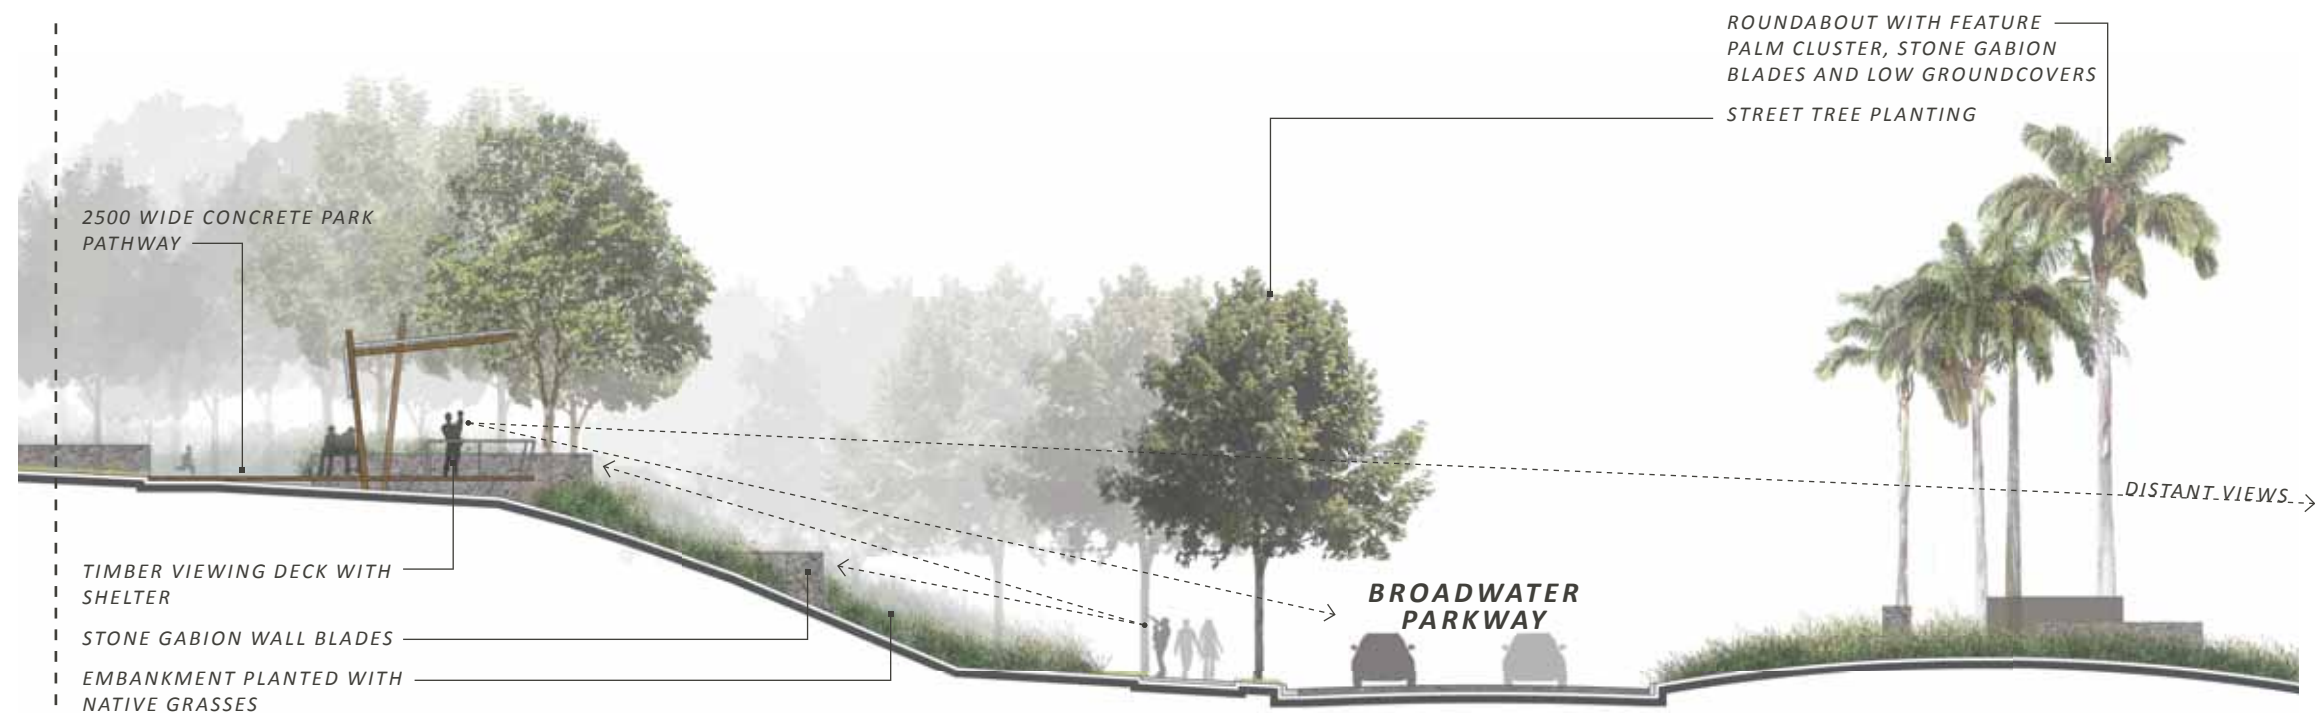 ROUNDABOUT WITH FEATURE
PALM CLUSTER, STONE GABION
BLADES AND LOW GROUNDCOVERS
STREET TREE PLANTING
2500 WIDE CONCRETE PARK
PATHWAY
DISTANT VIEWS
TIMBER VIEWING DECK WITH
SHELTER
BROADWATER
PARKWAY
STONE GABION WALL BLADES
EMBANKMENT PLANTED WITH
NATIVE GRASSES